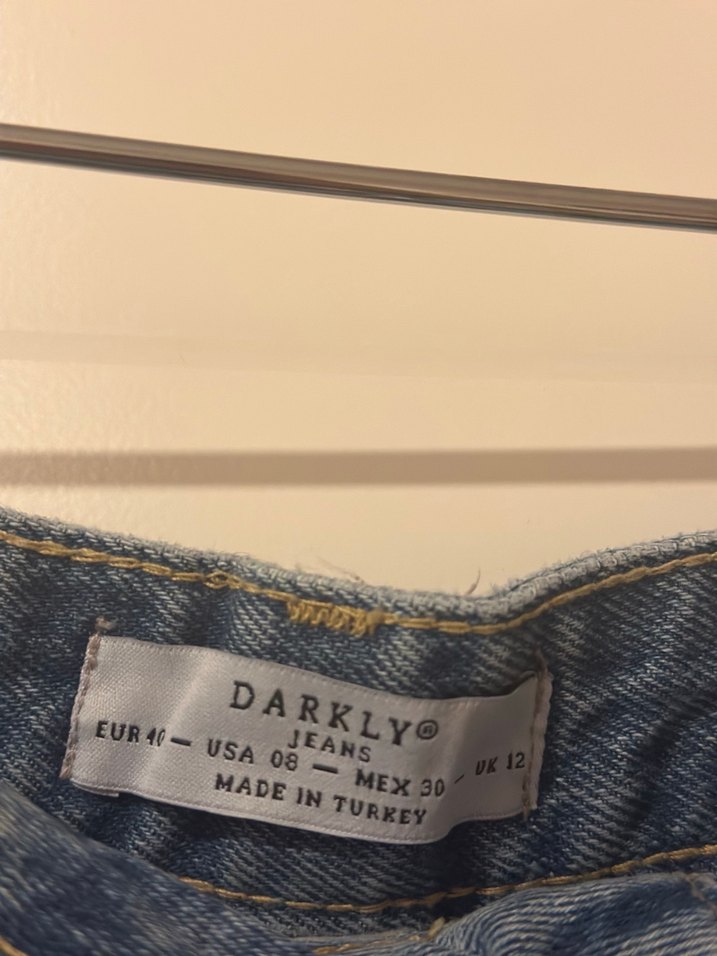 DARKLY®
JEANS
EUR 40 — USA 08 — MEX 30 — UK 12
MADE IN TURKEY